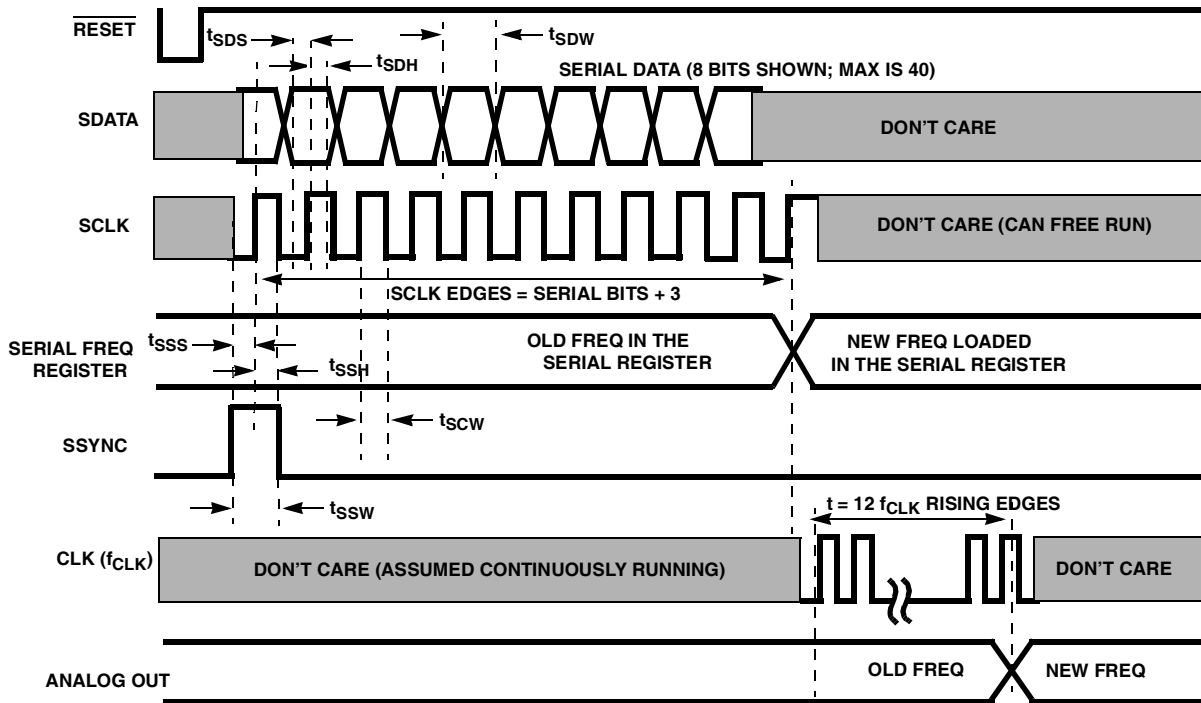 RESET
tSDS
tSDW
tSDH
SERIAL DATA (8 BITS SHOWN; MAX IS 40)
SDATA
DON'T CARE
SCLK
DON'T CARE (CAN FREE RUN)
SCLK EDGES = SERIAL BITS + 3
SERIAL FREQ
REGISTER
tSSS
tSSH
OLD FREQ IN THE
SERIAL REGISTER
NEW FREQ LOADED
IN THE SERIAL REGISTER
tSCW
SSYNC
tSSW
t = 12 fCLK RISING EDGES
CLK (fCLK)
DON'T CARE (ASSUMED CONTINUOUSLY RUNNING)
DON'T CARE
ANALOG OUT
OLD FREQ
NEW FREQ